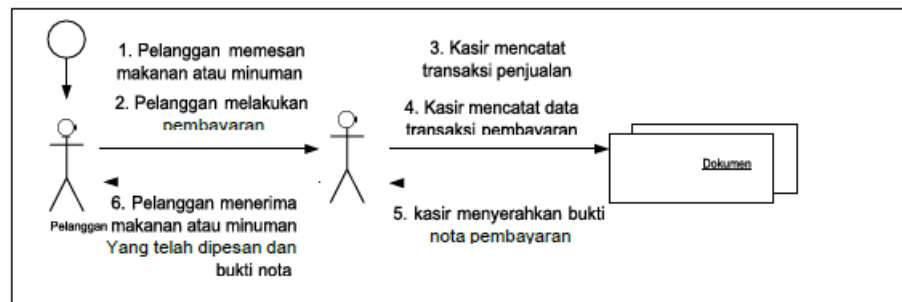 1. Pelanggan memesan
makanan atau minuman
2. Pelanggan melakukan
pembayaran
3. Kasir mencatat
transaksi penjualan
4. Kasir mencatat data
transaksi pembayaran
Dokumen
5. kasir menyerahkan bukti
nota pembayaran
6. Pelanggan menerima
makanan atau minuman
Yang telah dipesan dan
bukti nota
Pelanggan